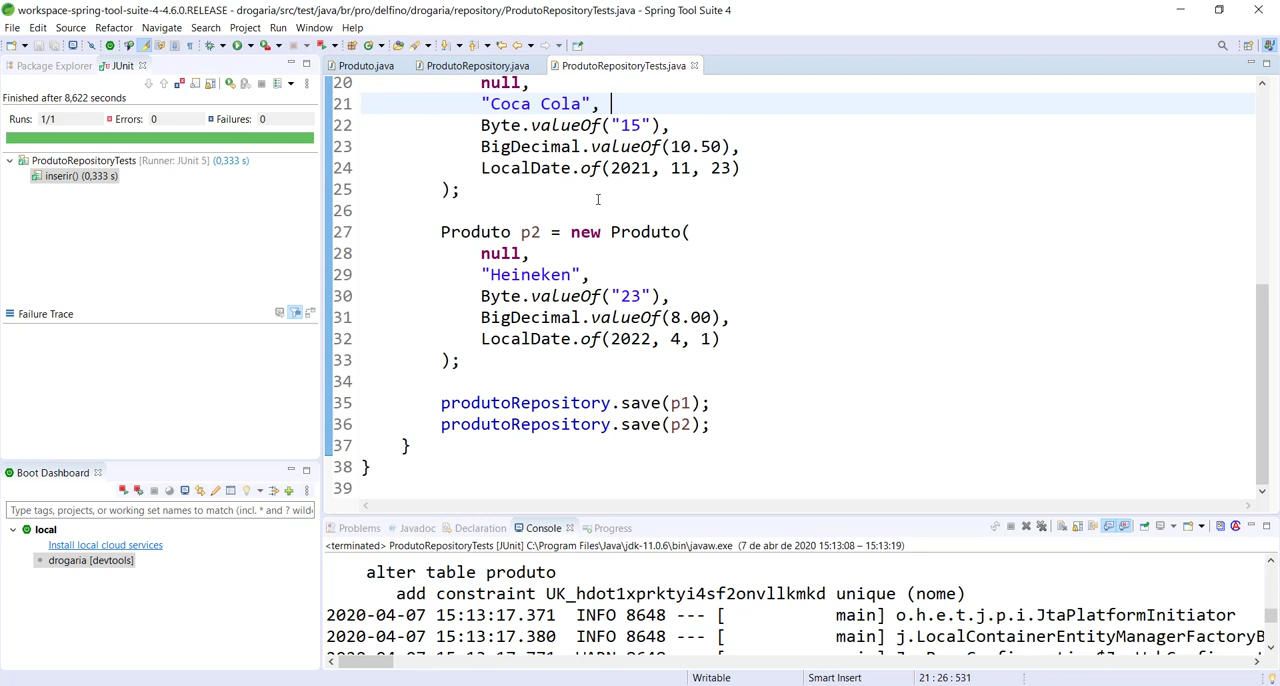 workspace-spring-tool-suite-4-4.6.0.RELEASE - drogaria/src/test/java/br/pro/delfino/drogaria/repository/ProdutoRepositoryTests.java - Spring Tool Suite 4
File Edit Source Refactor Navigate Search Project Run Window Help
Package Explorer JUnit
Finished after 8,622 seconds
Runs: 1/1 Errors: 0 Failures: 0
ProdutoRepositoryTests [Runner: JUnit 5] (0,333 s)
inserir() (0,333 s)
Failure Trace
Boot Dashboard
Type tags, projects, or working set names to match (incl. * and ? wild
local
Install local cloud services
drogaria [devtools]
Produto.java ProdutoRepository.java ProdutoRepositoryTests.java
20 null,
21 "Coca Cola",
22 Byte.valueOf("15"),
23 BigDecimal.valueOf(10.50),
24 LocalDate.of(2021, 11, 23)
25 );
26
27 Produto p2 = new Produto(
28 null,
29 "Heineken",
30 Byte.valueOf("23"),
31 BigDecimal.valueOf(8.00),
32 LocalDate.of(2022, 4, 1)
33 );
34
35 produtoRepository.save(p1);
36 produtoRepository.save(p2);
37 }
38 }
39
Problems Javadoc Declaration Console Progress
<terminated> ProdutoRepositoryTests [JUnit] C:\Program Files\Java\jdk-11.0.6\bin\javaw.exe (7 de abr de 2020 15:13:08 – 15:13:19)
alter table produto
add constraint UK_hdot1xprktyi4sf2onvllkmkd unique (nome)
2020-04-07 15:13:17.371 INFO 8648 --- [ main] o.h.e.t.j.p.i.JtaPlatformInitiator
2020-04-07 15:13:17.380 INFO 8648 --- [ main] j.LocalContainerEntityManagerFactoryB
Writable Smart Insert 21 : 26 : 531